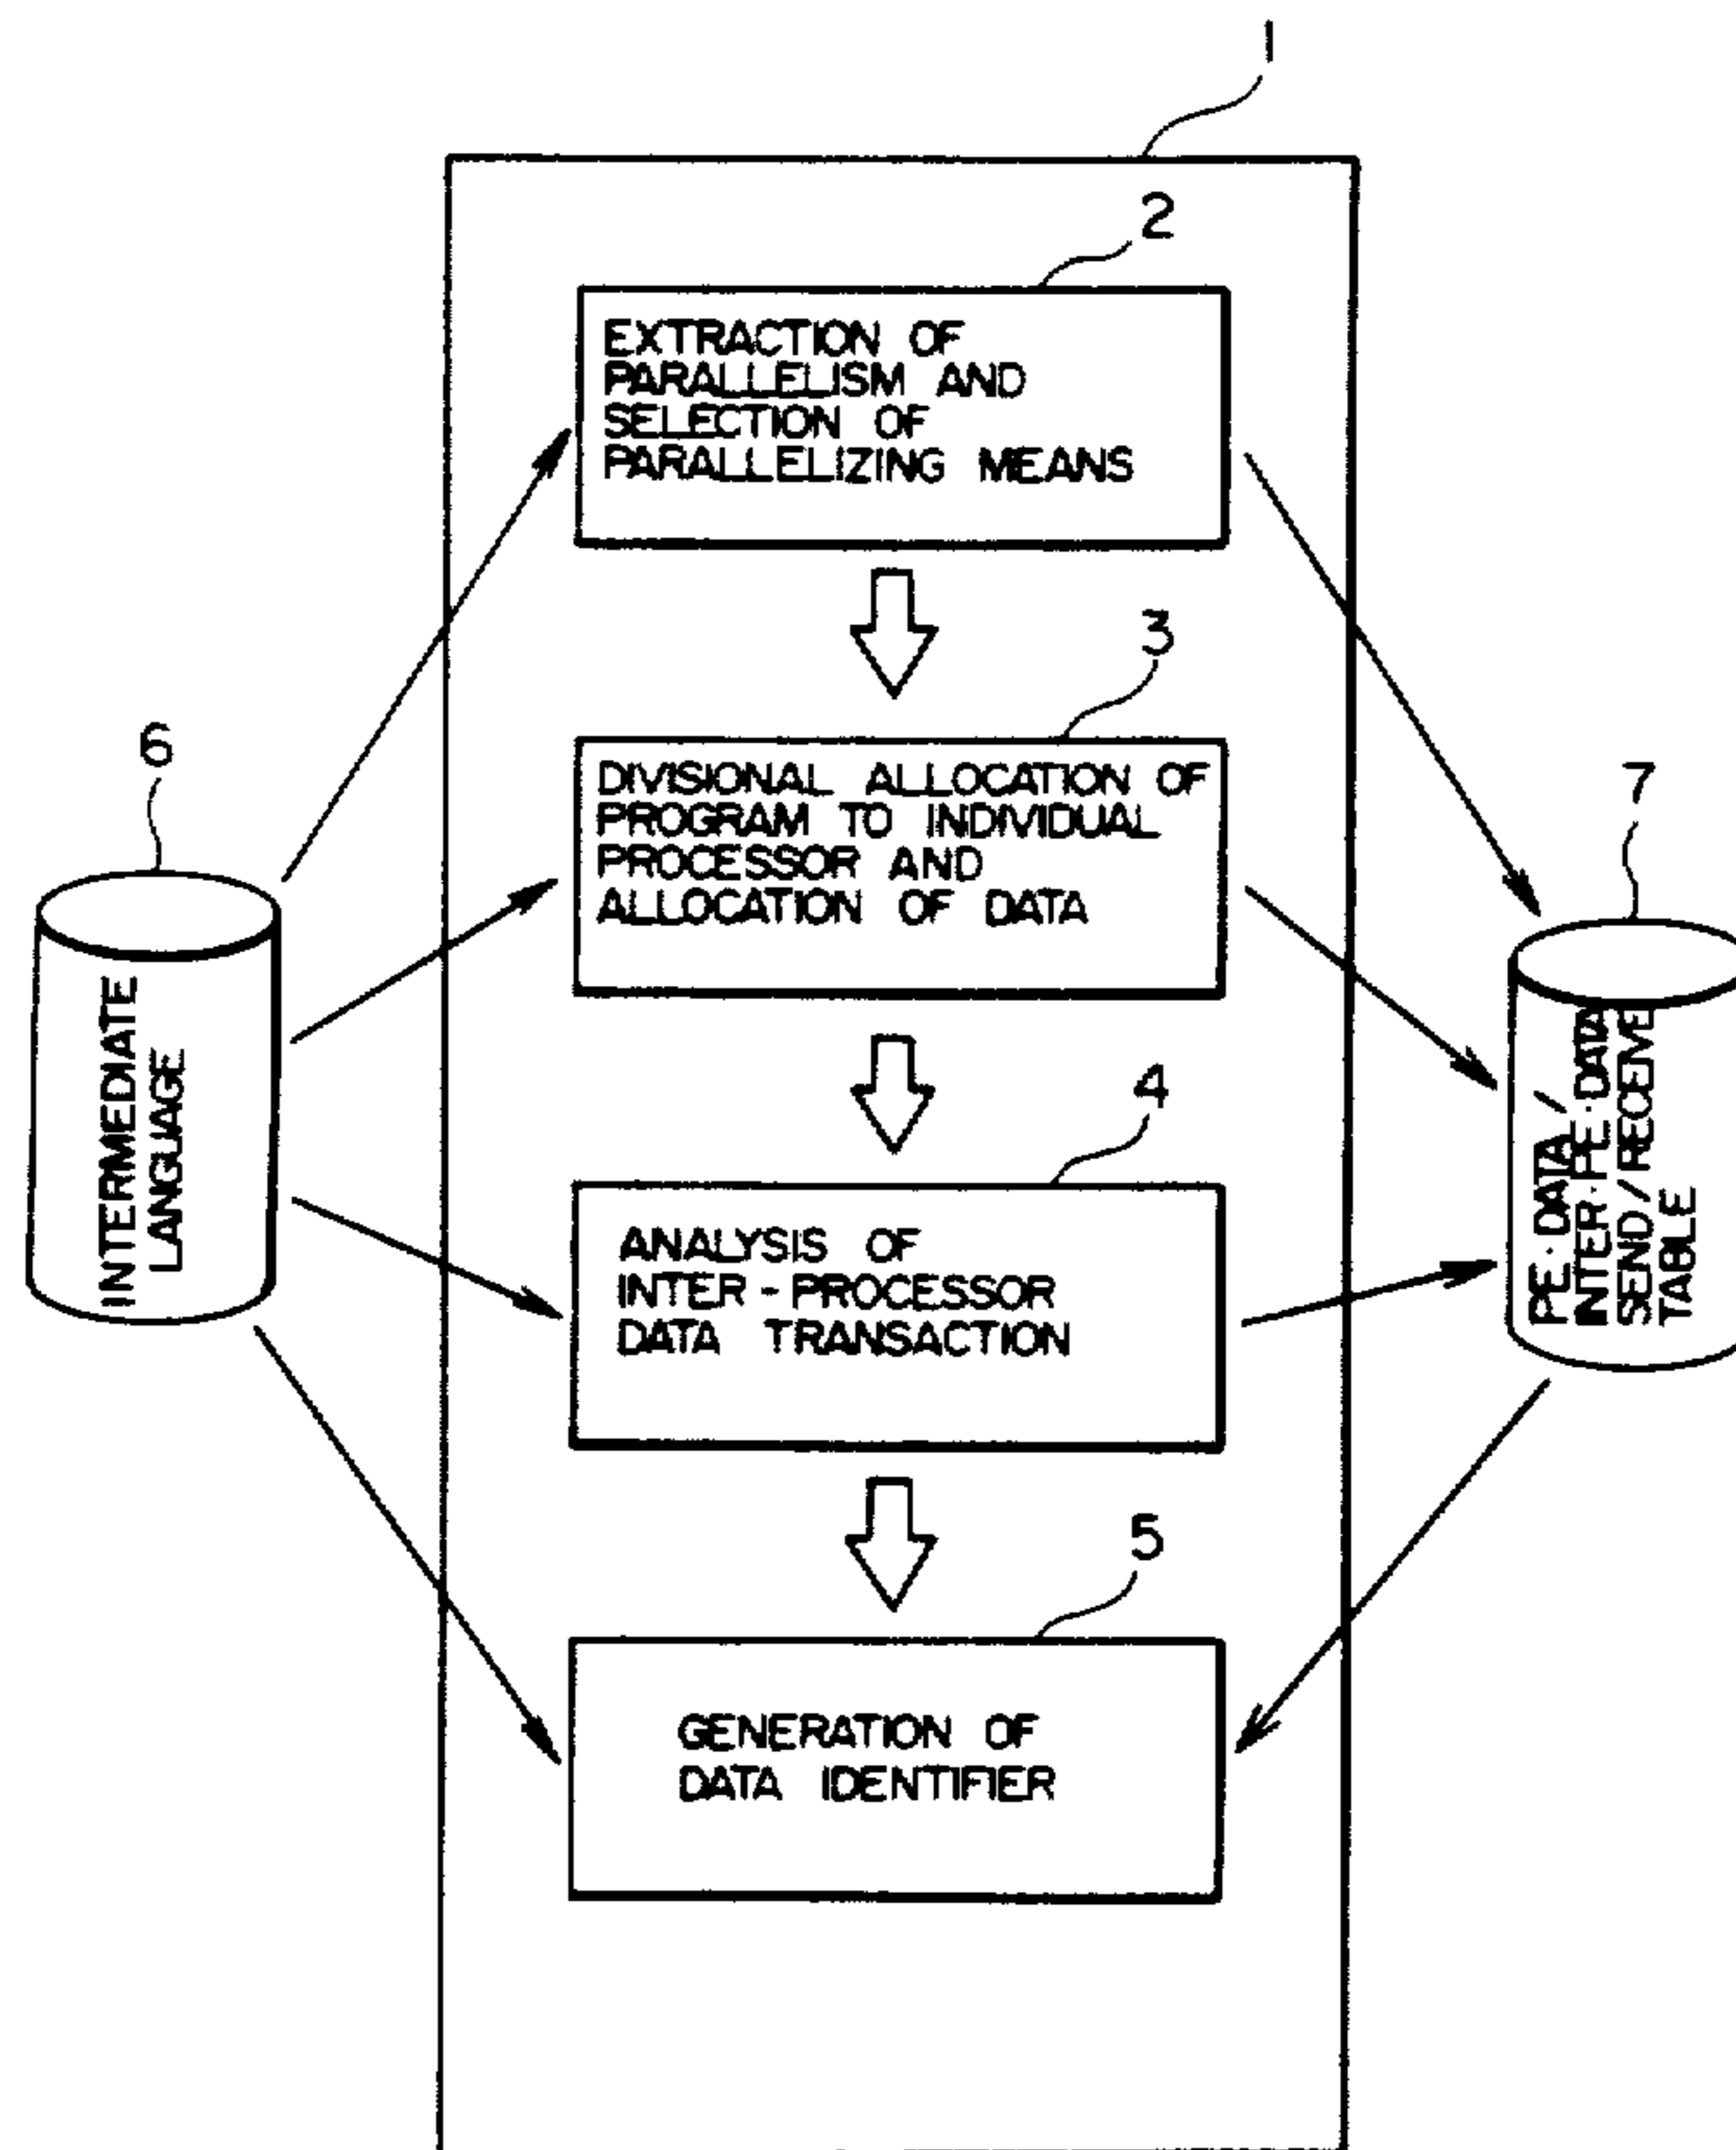 1
2
EXTRACTION OF
PARALLELISM AND
SELECTION OF
PARALLELIZING MEANS
3
DIVISIONAL ALLOCATION OF
PROGRAM TO INDIVIDUAL
PROCESSOR AND
ALLOCATION OF DATA
6
INTERMEDIATE
LANGUAGE
7
PE·DATA/
INTER·PE·DATA
SEND/RECEIVE
TABLE
4
ANALYSIS OF
INTER-PROCESSOR
DATA TRANSACTION
5
GENERATION OF
DATA IDENTIFIER